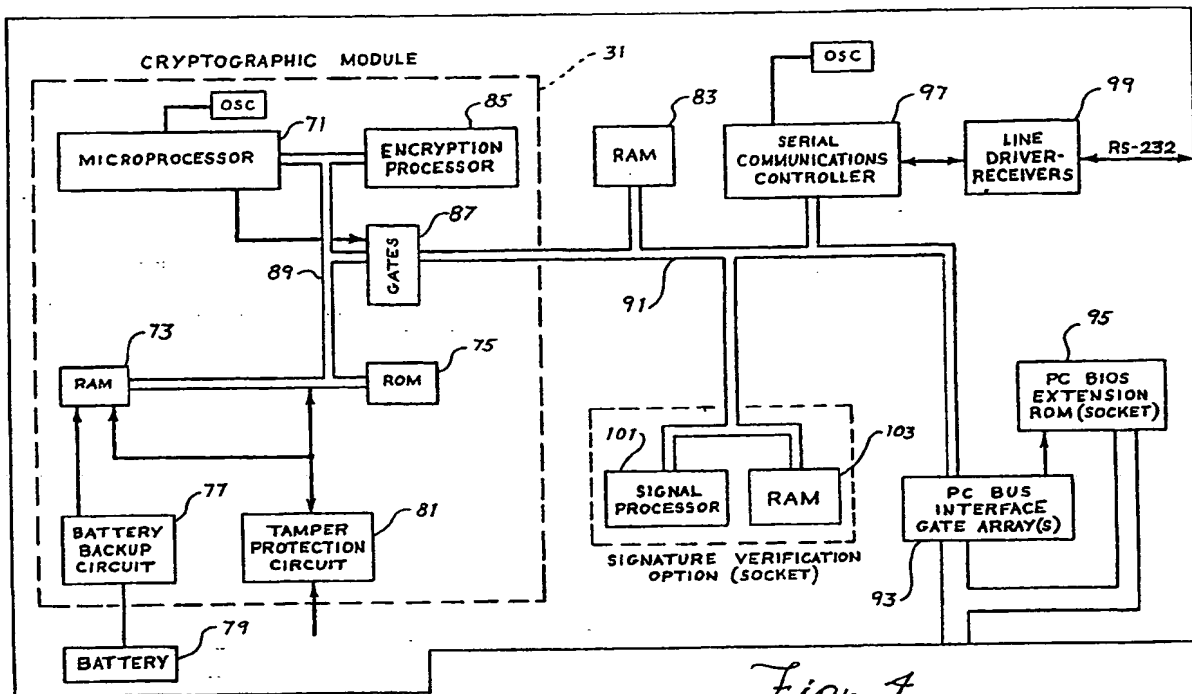 CRYPTOGRAPHIC MODULE
31
OSC
71
MICROPROCESSOR
85
ENCRYPTION
PROCESSOR
87
GATES
89
73
RAM
75
ROM
77
BATTERY
BACKUP
CIRCUIT
81
TAMPER
PROTECTION
CIRCUIT
79
BATTERY
83
RAM
OSC
97
SERIAL
COMMUNICATIONS
CONTROLLER
99
LINE
DRIVER-
RECEIVERS
RS-232
91
95
PC BIOS
EXTENSION
ROM (SOCKET)
101
SIGNAL
PROCESSOR
103
RAM
SIGNATURE VERIFICATION
OPTION (SOCKET)
PC BUS
INTERFACE
GATE ARRAY(S)
93
Fig. 4